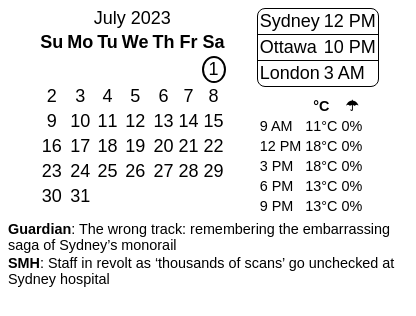 July 2023
Su Mo Tu We Th Fr Sa
1
2 3 4 5 6 7 8
9 10 11 12 13 14 15
16 17 18 19 20 21 22
23 24 25 26 27 28 29
30 31
Sydney 12 PM
Ottawa 10 PM
London 3 AM
°C ☂
9 AM 11°C 0%
12 PM 18°C 0%
3 PM 18°C 0%
6 PM 13°C 0%
9 PM 13°C 0%
Guardian: The wrong track: remembering the embarrassing
saga of Sydney’s monorail
SMH: Staff in revolt as ‘thousands of scans’ go unchecked at
Sydney hospital